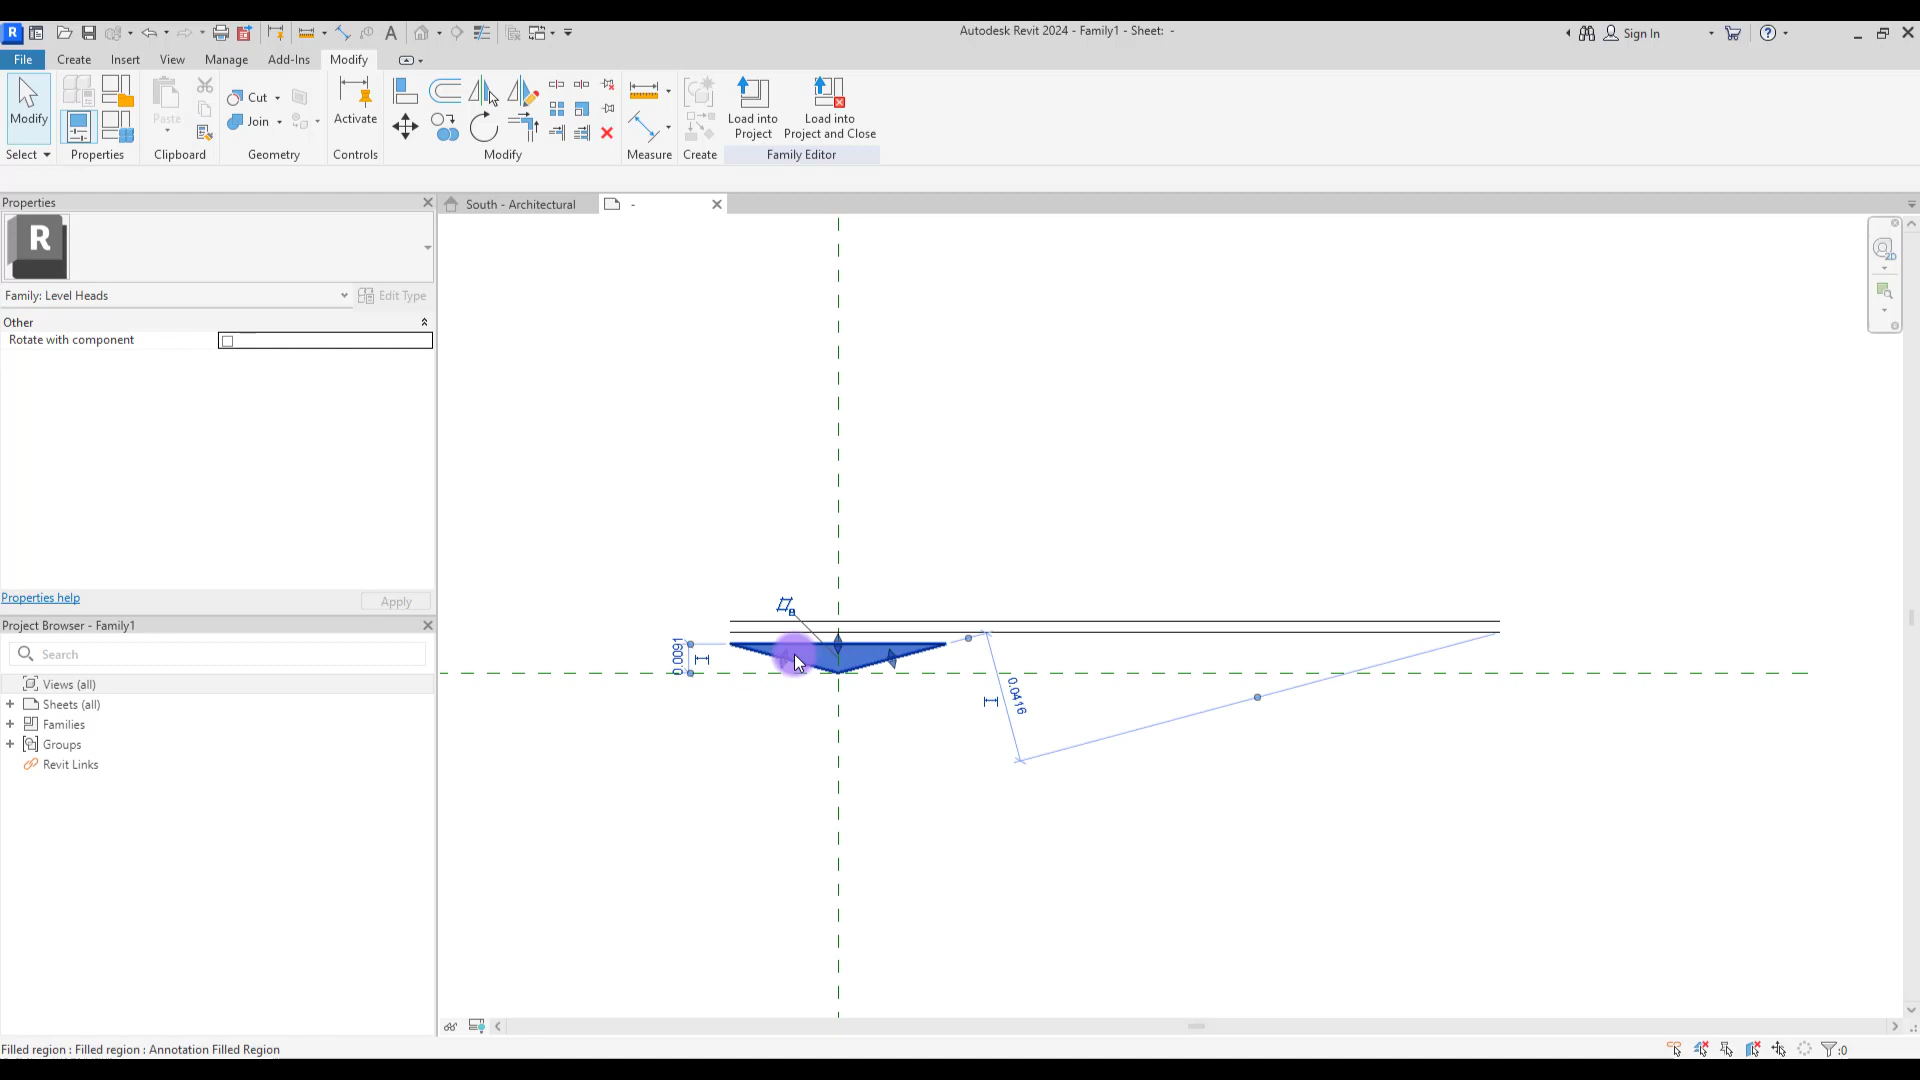 R
Autodesk Revit 2024 - Family1 - Sheet: -
Sign In
File Create Insert View Manage Add-Ins Modify
Modify
Select
Properties
Paste
Clipboard
Cut
Join
Geometry
Activate
Controls
Modify
Measure
Create
Load into Project
Load into Project and Close
Family Editor
Properties
South - Architectural
-
R
Family: Level Heads
Edit Type
Other
Rotate with component
Properties help
Apply
Project Browser - Family1
Search
Views (all)
Sheets (all)
Families
Groups
Revit Links
0.0091
0.0416
2D
Filled region : Filled region : Annotation Filled Region
:0